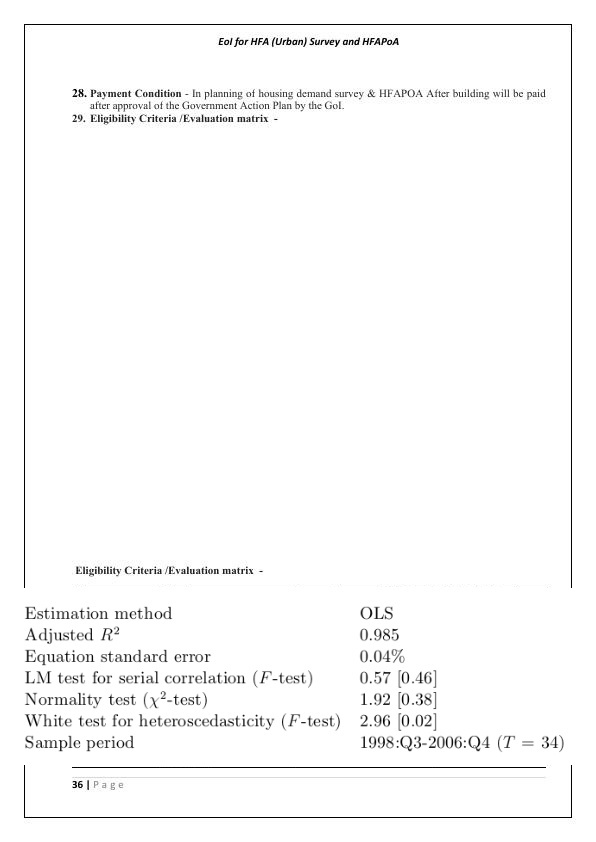 EoI for HFA (Urban) Survey and HFAPoA
28. Payment Condition - In planning of housing demand survey & HFAPOA After building will be paid
after approval of the Government Action Plan by the GoI.
29. Eligibility Criteria /Evaluation matrix -
Eligibility Criteria /Evaluation matrix -
Estimation method OLS
Adjusted R² 0.985
Equation standard error 0.04%
LM test for serial correlation (F-test) 0.57 [0.46]
Normality test (χ²-test) 1.92 [0.38]
White test for heteroscedasticity (F-test) 2.96 [0.02]
Sample period 1998:Q3-2006:Q4 (T = 34)
36 | Page